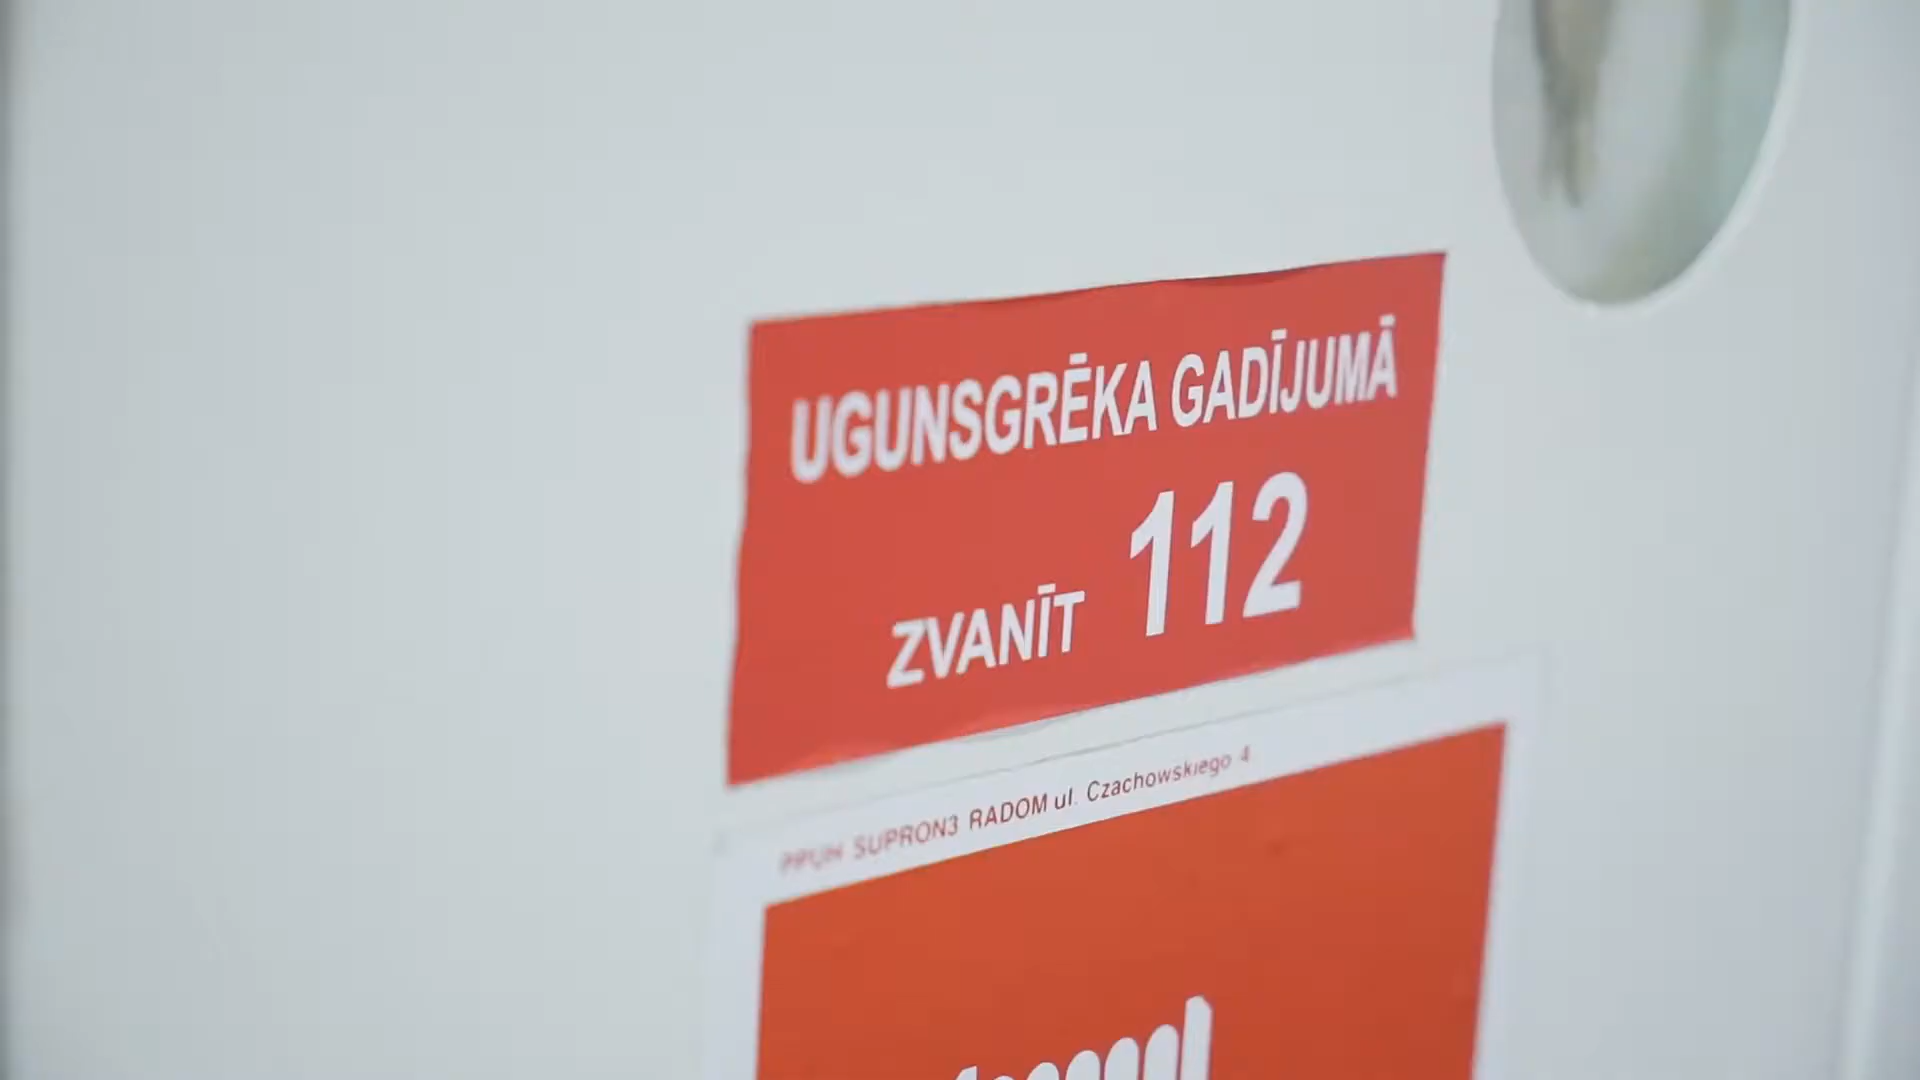 UGUNSGRĒKA GADĪJUMĀ
ZVANĪT 112
PPUH SUPRON3 RADOM ul. Czachowskiego 4